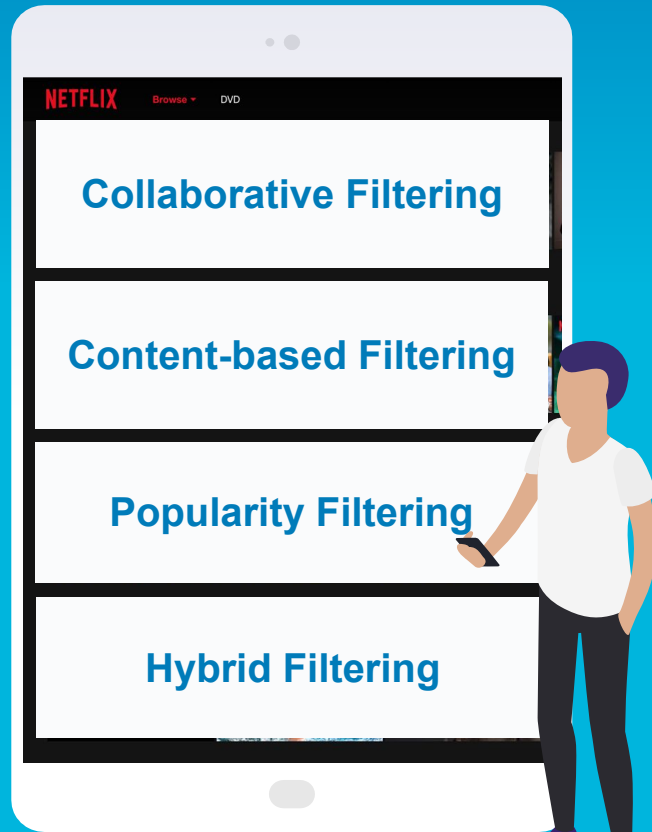 NETFLIX Browse DVD
Collaborative Filtering
Content-based Filtering
Popularity Filtering
Hybrid Filtering